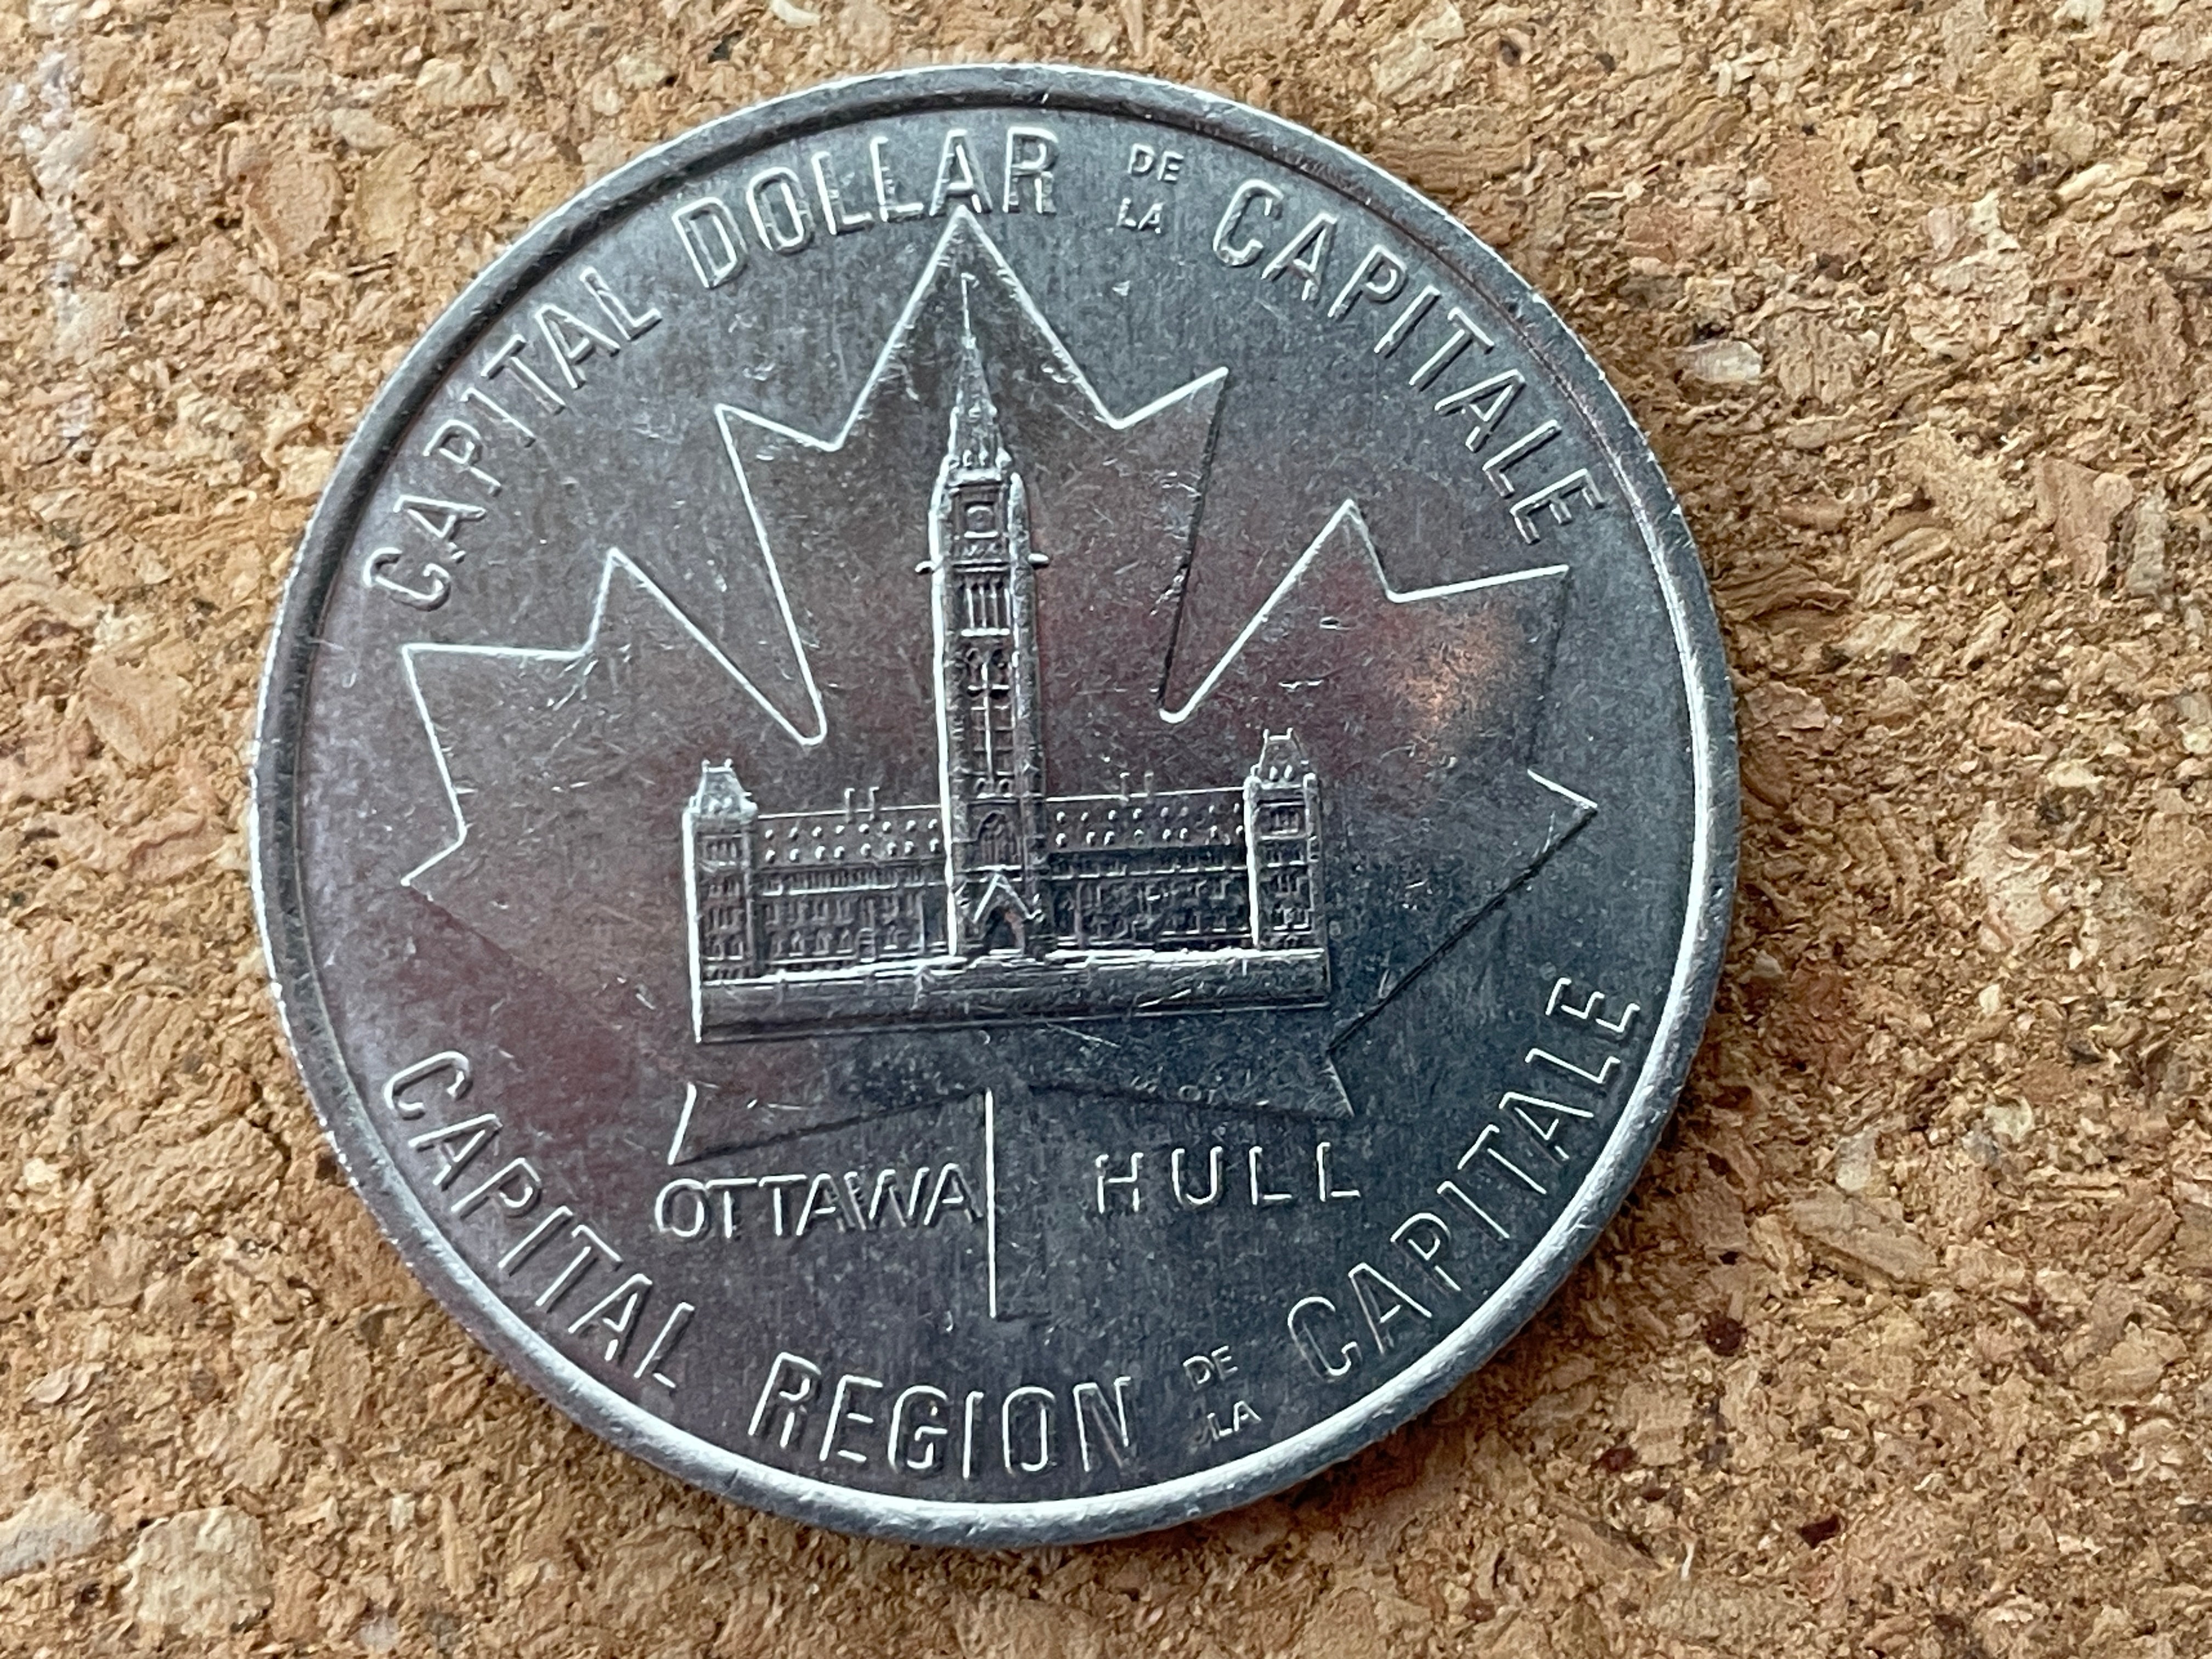 CAPITAL DOLLAR DE LA CAPITALE
OTTAWA HULL
CAPITAL REGION DE LA CAPITALE